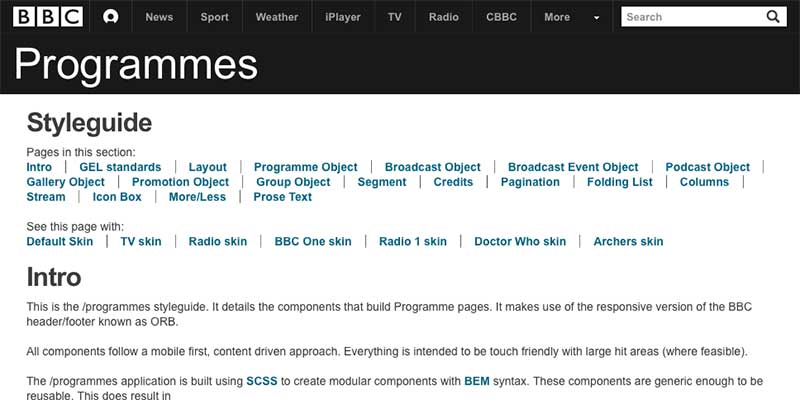 BBC News Sport Weather iPlayer TV Radio CBBC More Search
Programmes
Styleguide
Pages in this section:
Intro GEL standards Layout Programme Object Broadcast Object Broadcast Event Object Podcast Object
Gallery Object Promotion Object Group Object Segment Credits Pagination Folding List Columns
Stream Icon Box More/Less Prose Text
See this page with:
Default Skin TV skin Radio skin BBC One skin Radio 1 skin Doctor Who skin Archers skin
Intro
This is the /programmes styleguide. It details the components that build Programme pages. It makes use of the responsive version of the BBC
header/footer known as ORB.
All components follow a mobile first, content driven approach. Everything is intended to be touch friendly with large hit areas (where feasible).
The /programmes application is built using SCSS to create modular components with BEM syntax. These components are generic enough to be
reusable. This does result in